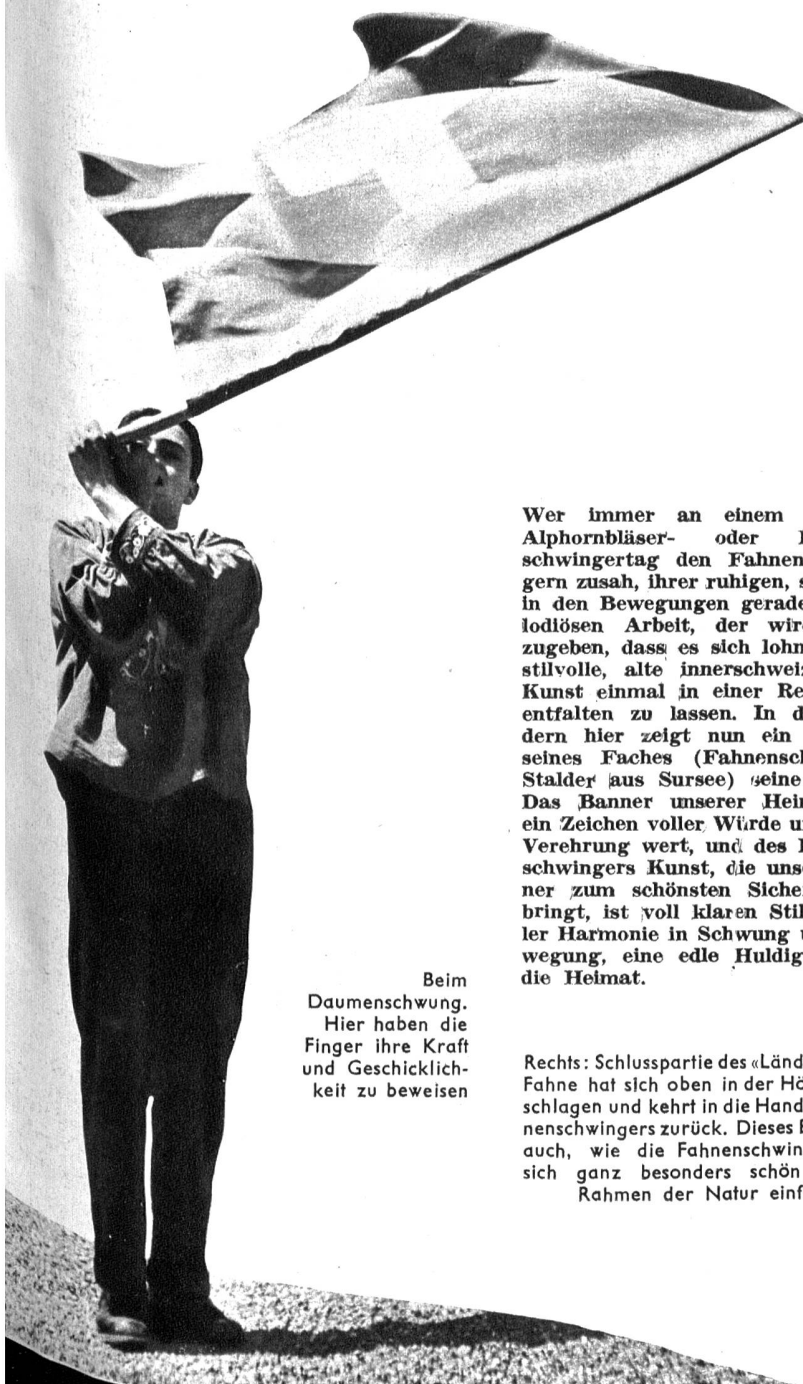 Wer immer an einem
Alphornbläser- oder
schwingertag den Fahnen
gern zusah, ihrer ruhigen, s
in den Bewegungen gerade
lodiösen Arbeit, der wir
zugeben, dass es sich lohn
stilvolle, alte innerschweiz
Kunst einmal in einer Re
entfalten zu lassen. In d
dern hier zeigt nun ein
seines Faches (Fahnensch
Stalder aus Sursee) seine
Das Banner unserer Hei
ein Zeichen voller Würde u
Verehrung wert, und des
schwingers Kunst, die uns
ner zum schönsten Siche
bringt, ist voll klaren Stil
ler Harmonie in Schwung
wegung, eine edle Huldig
die Heimat.
Beim
Daumenschwung.
Hier haben die
Finger ihre Kraft
und Geschicklich-
keit zu beweisen
Rechts: Schlusspartie des «Länd
Fahne hat sich oben in der Hö
schlagen und kehrt in die Hand
nenschwingers zurück. Dieses B
auch, wie die Fahnenschwin
sich ganz besonders schön
Rahmen der Natur einf